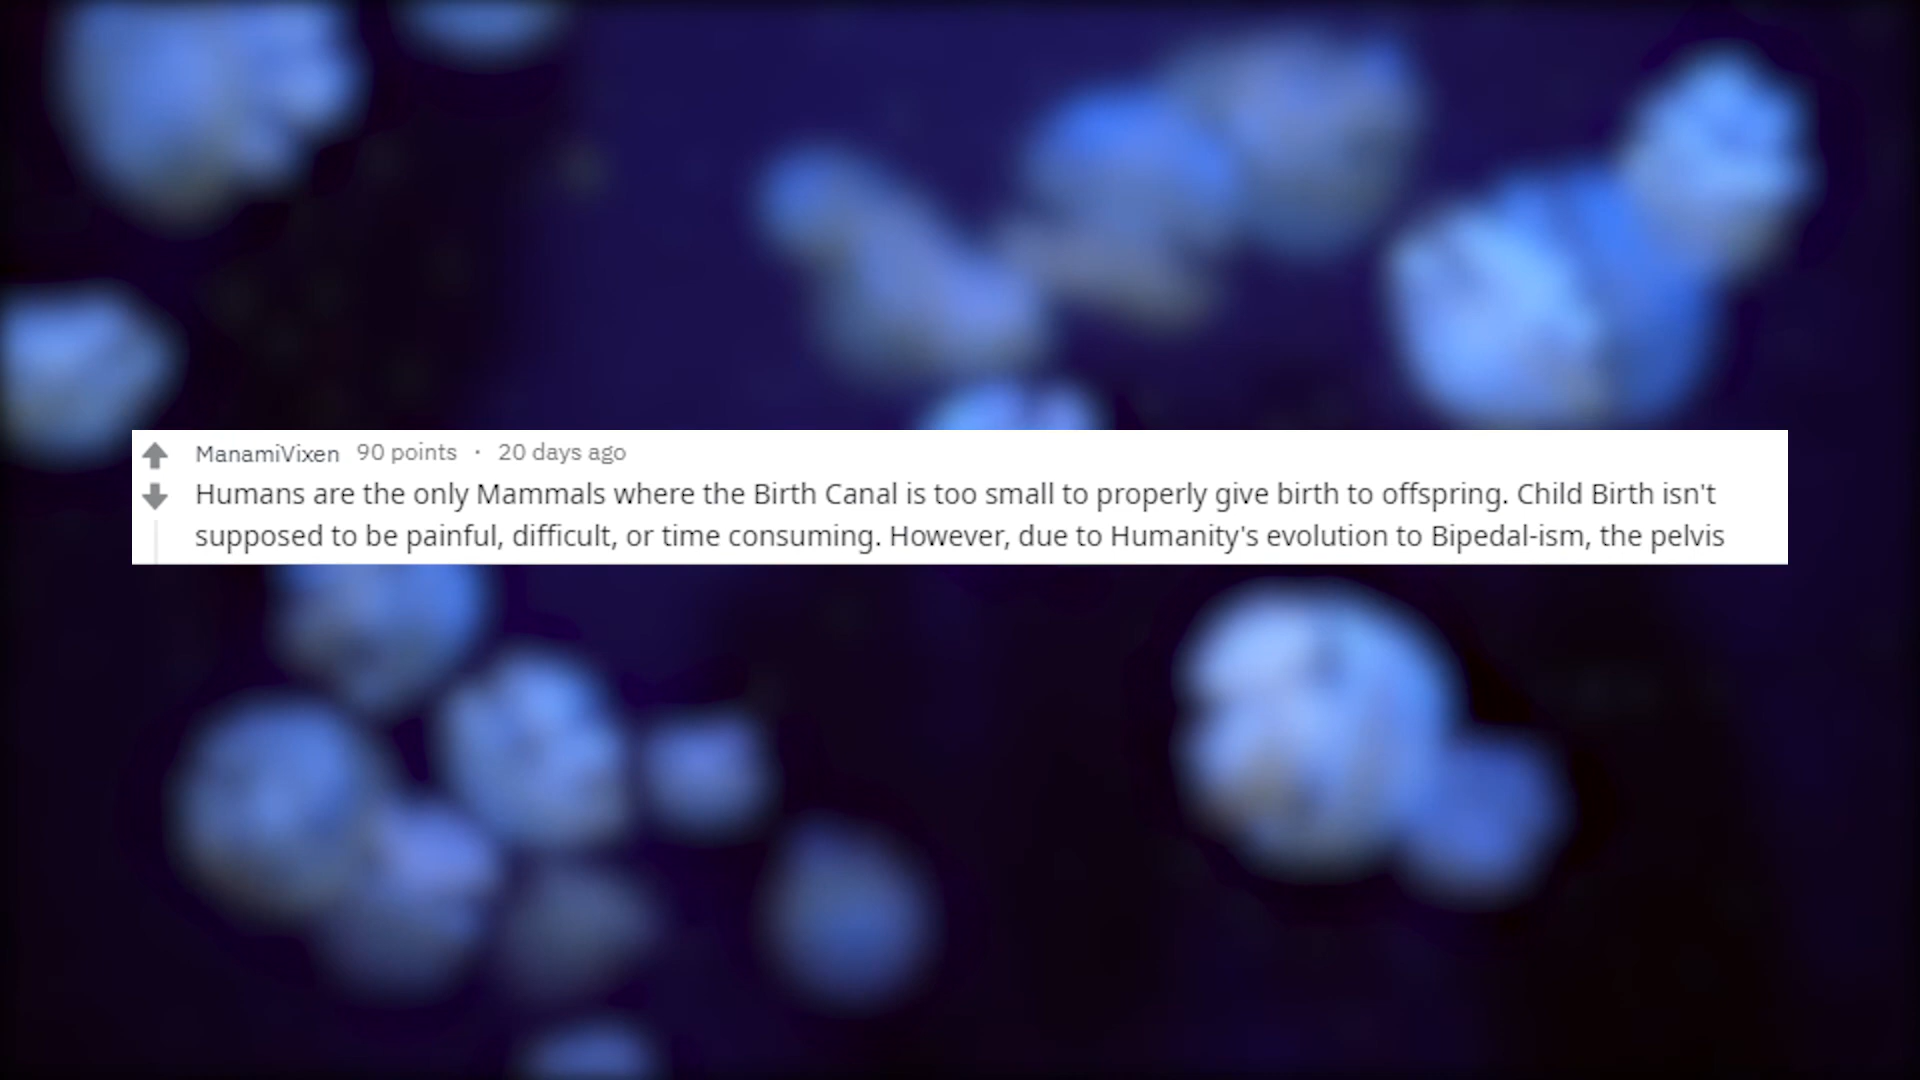 ManamiVixen 90 points · 20 days ago
Humans are the only Mammals where the Birth Canal is too small to properly give birth to offspring. Child Birth isn't
supposed to be painful, difficult, or time consuming. However, due to Humanity's evolution to Bipedal-ism, the pelvis